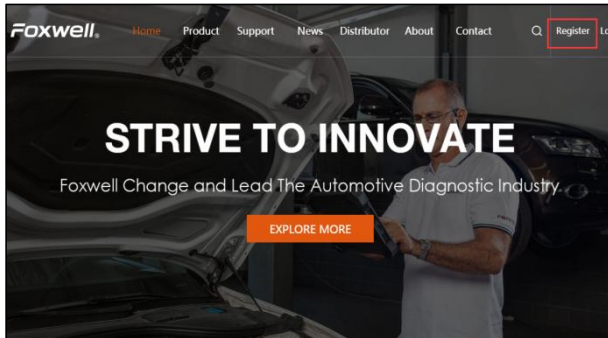 Foxwell® Home Product Support News Distributor About Contact Register Lo
STRIVE TO INNOVATE
Foxwell Change and Lead The Automotive Diagnostic Industry.
EXPLORE MORE